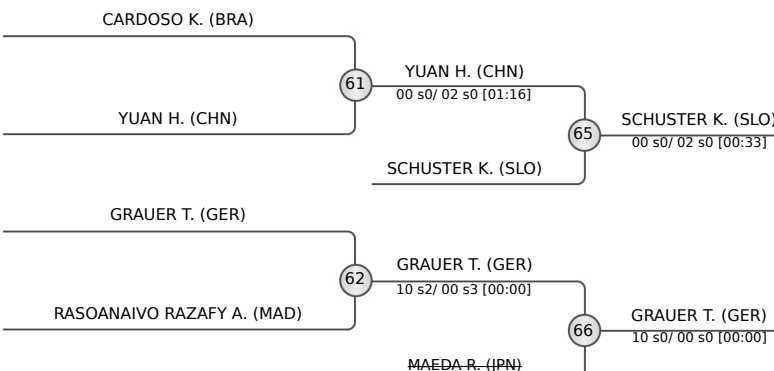 CARDOSO K. (BRA)
61
YUAN H. (CHN)
00 s0/ 02 s0 [01:16]
YUAN H. (CHN)
65
SCHUSTER K. (SLO)
00 s0/ 02 s0 [00:33]
SCHUSTER K. (SLO)
GRAUER T. (GER)
62
GRAUER T. (GER)
10 s2/ 00 s3 [00:00]
RASOANAIVO RAZAFY A. (MAD)
66
GRAUER T. (GER)
10 s0/ 00 s0 [00:00]
MAEDA R. (JPN)